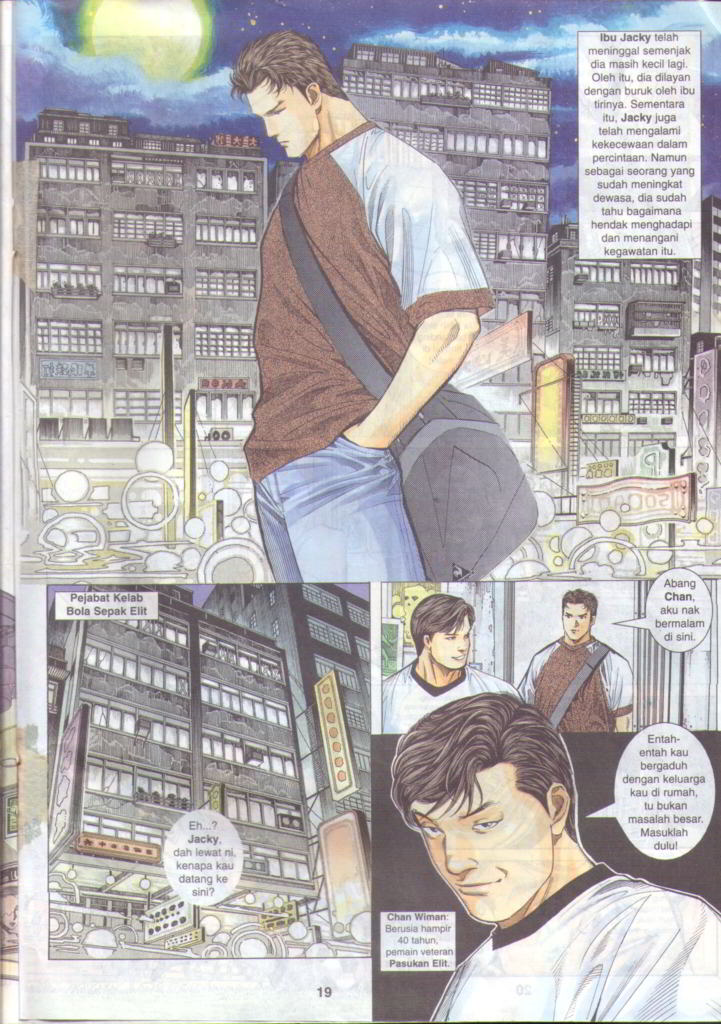 Ibu Jacky telah
meninggal semenjak
dia masih kecil lagi.
Oleh itu, dia dilayan
dengan buruk oleh ibu
tirinya. Sementara
itu, Jacky juga
telah mengalami
kekecewaan dalam
percintaan. Namun
sebagai seorang yang
sudah meningkat
dewasa, dia sudah
tahu bagaimana
hendak menghadapi
dan menangani
kegawatan itu.
Pejabat Kelab
Bola Sepak Elit
Eh...?
Jacky,
dah lewat ni,
kenapa kau
datang ke
sini?
Abang
Chan,
aku nak
bermalam
di sini.
Entah-
entah kau
bergaduh
dengan keluarga
kau di rumah,
tu bukan
masalah besar.
Masuklah
dulu!
Chan Wiman:
Berusia hampir
40 tahun,
pemain veteran
Pasukan Elit.
19